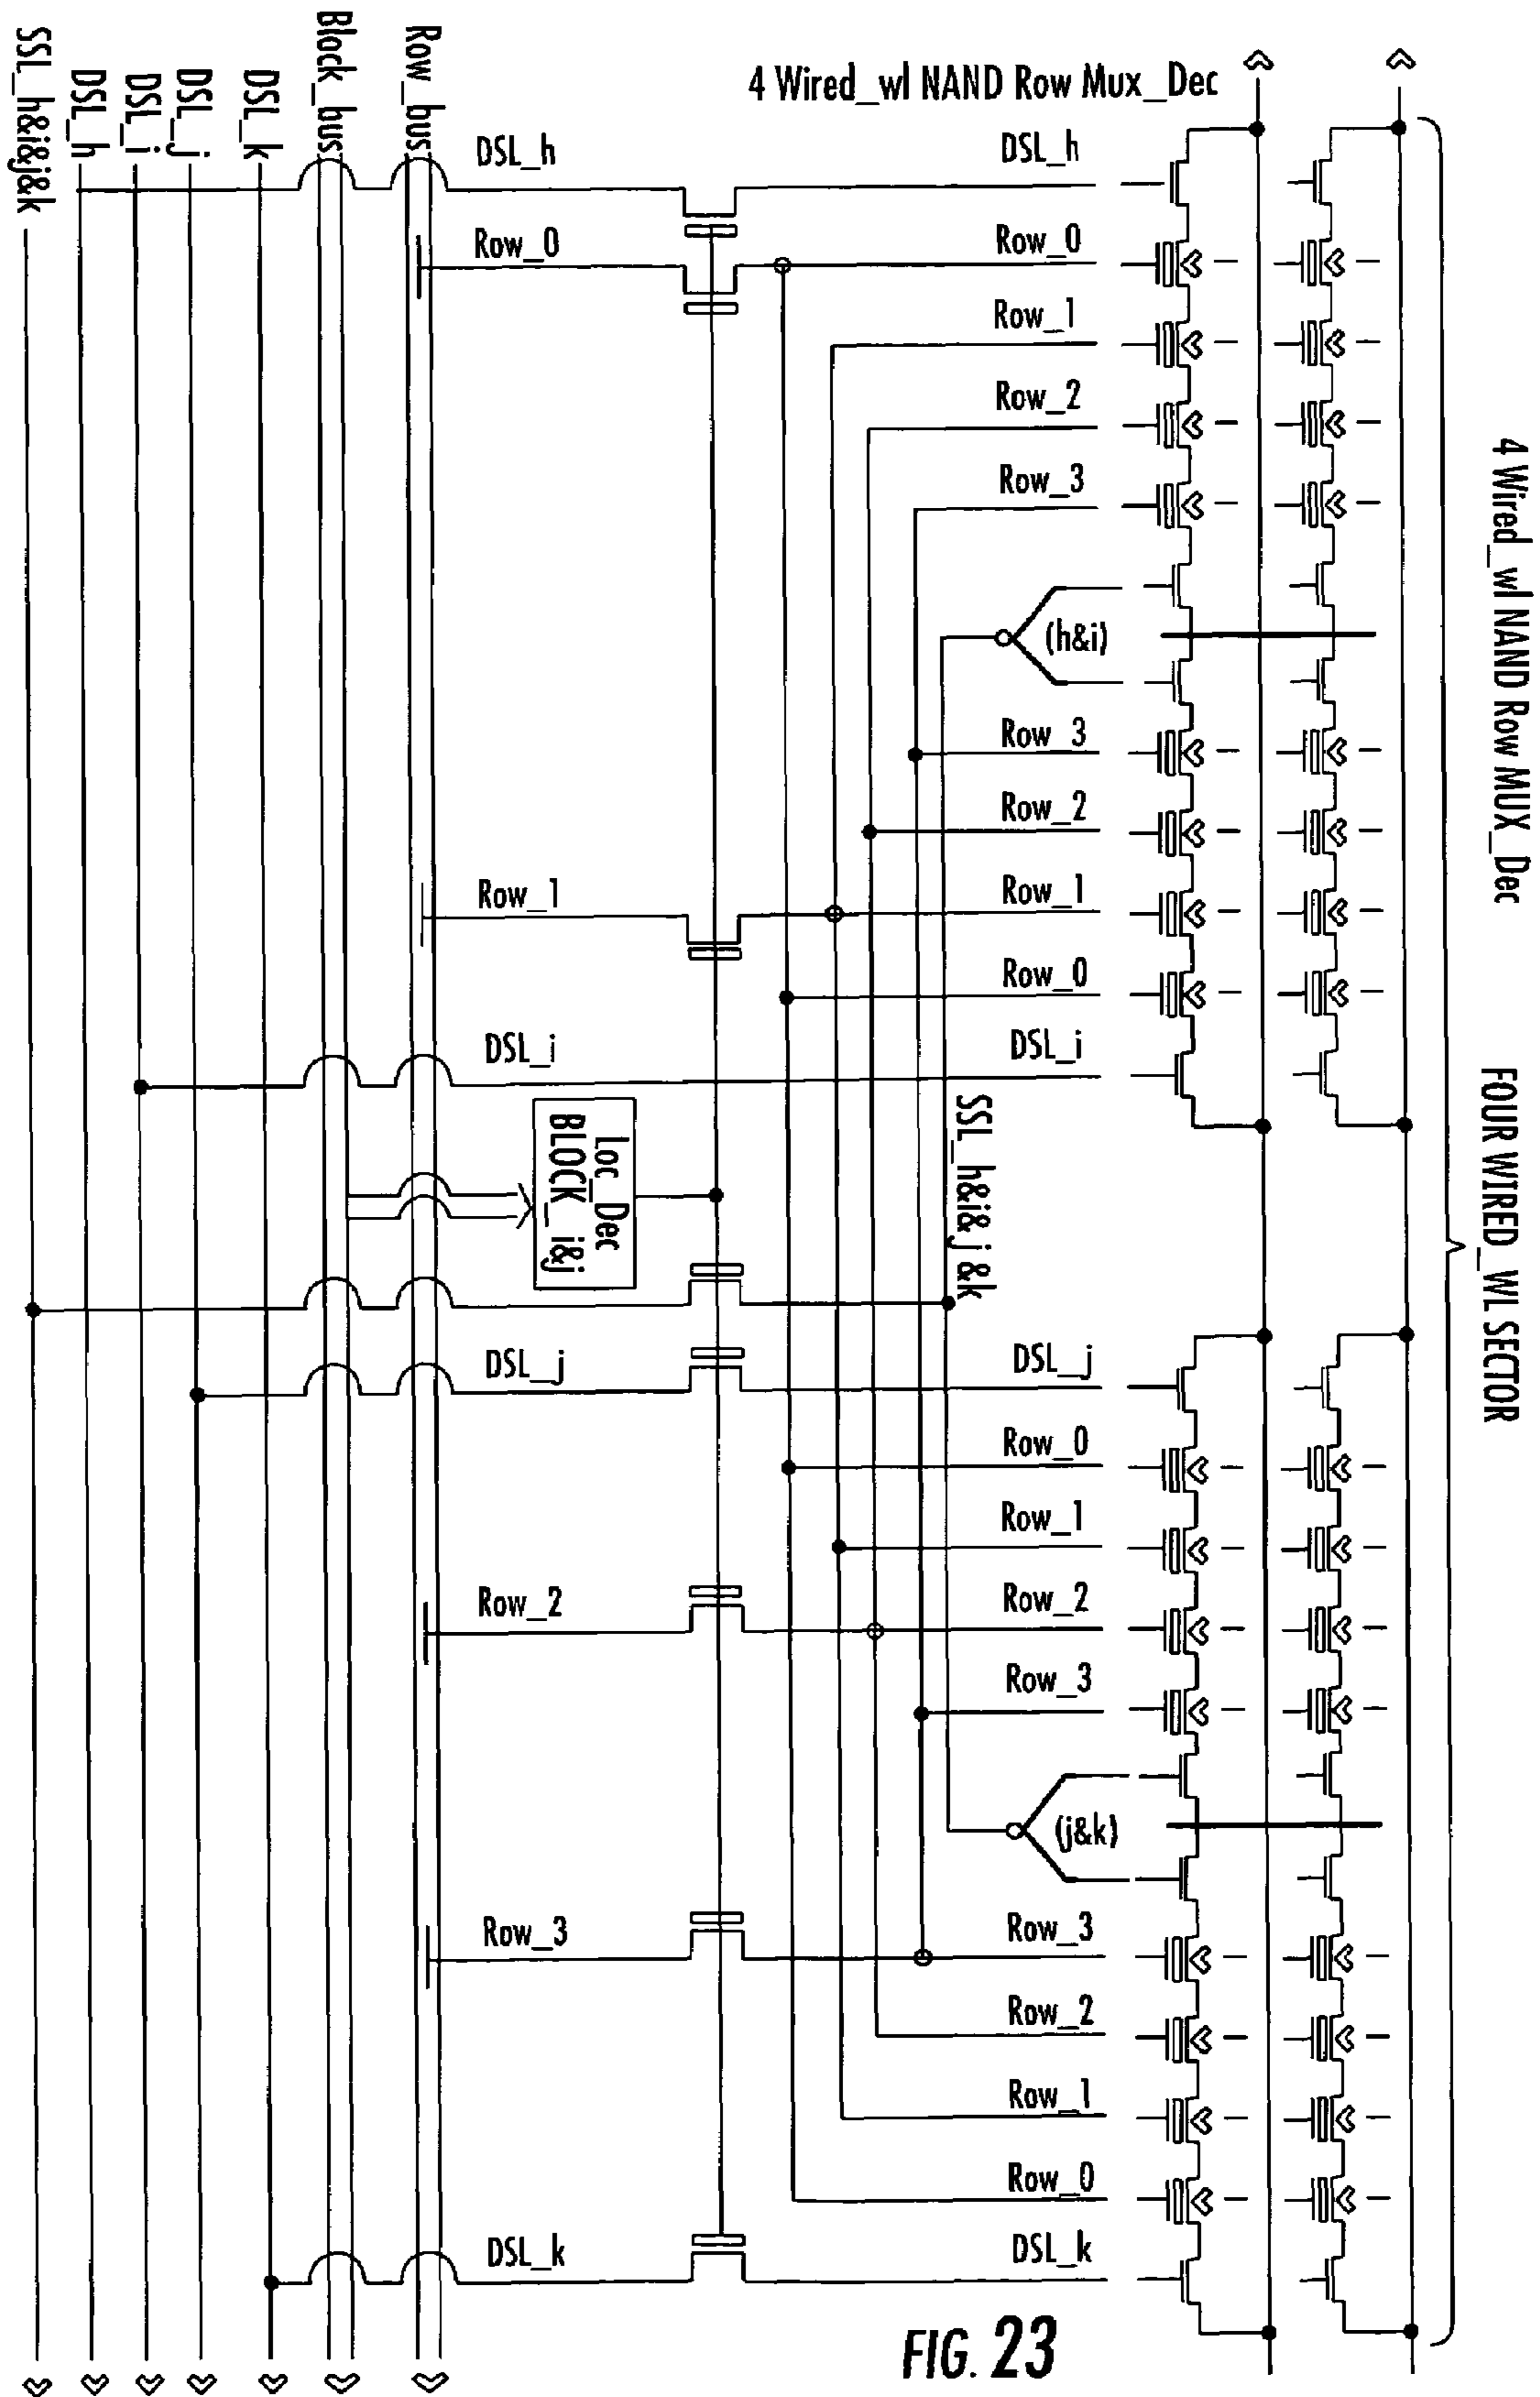 4 Wired_wl NAND Row Mux_Dec
4 Wired_wl NAND Row MUX_Dec
FOUR WIRED_WL SECTOR
SSL_h&i&j&k
DSL_h
DSL_i
DSL_j
DSL_k
Block_bus
Row_bus
DSL_h
DSL_h
Row_0
Row_0
Row_1
Row_2
Row_3
(h&i)
Row_3
Row_2
Row_1
Row_1
Row_0
DSL_i
DSL_i
Loc_Dec
BLOCK_i&j
SSL_h&i&j&k
DSL_j
DSL_j
Row_0
Row_1
Row_2
Row_2
Row_3
(j&k)
Row_3
Row_3
Row_2
Row_1
Row_0
DSL_k
DSL_k
FIG. 23